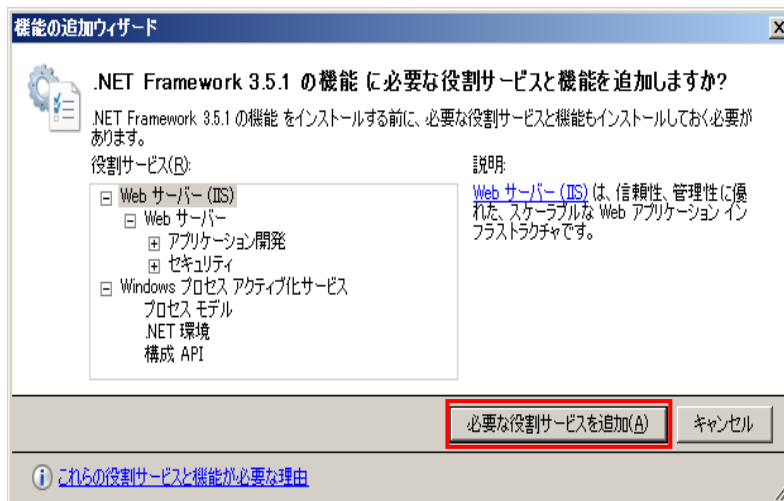 機能の追加ウィザード
.NET Framework 3.5.1 の機能 に必要な役割サービスと機能を追加しますか?
.NET Framework 3.5.1 の機能 をインストールする前に、必要な役割サービスと機能もインストールしておく必要が
あります。
役割サービス(R):
Web サーバー (IIS)
Web サーバー
アプリケーション開発
セキュリティ
Windows プロセス アクティブ化サービス
プロセス モデル
.NET 環境
構成 API
説明:
Web サーバー (IIS) は、信頼性、管理性に優
れた、スケーラブルな Web アプリケーション イン
フラストラクチャです。
必要な役割サービスを追加(A)
キャンセル
これらの役割サービスと機能が必要な理由